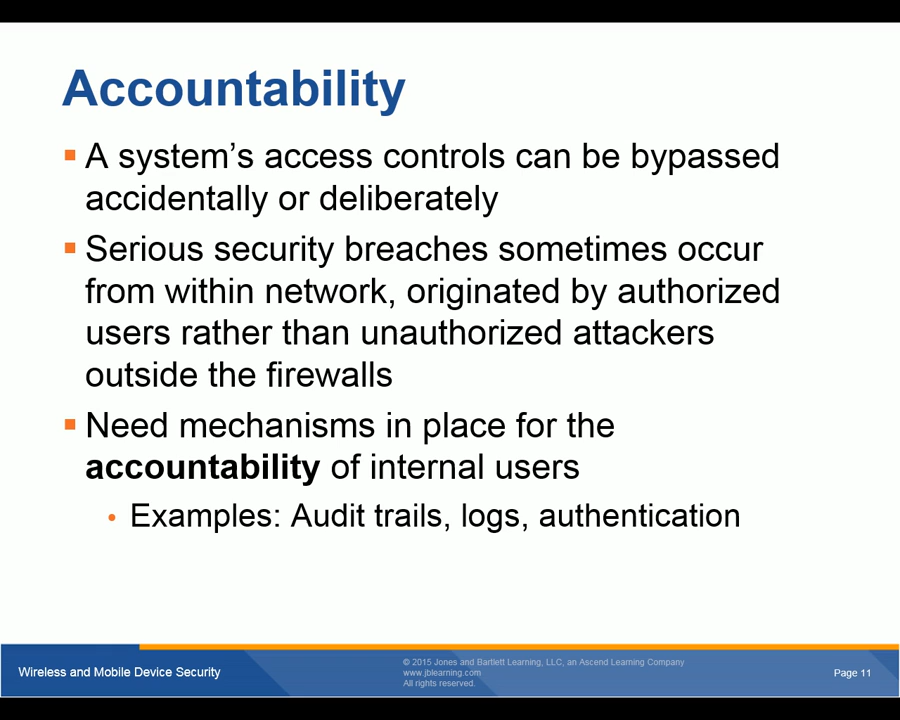 Accountability
A system’s access controls can be bypassed
accidentally or deliberately
Serious security breaches sometimes occur
from within network, originated by authorized
users rather than unauthorized attackers
outside the firewalls
Need mechanisms in place for the
accountability of internal users
Examples: Audit trails, logs, authentication
Wireless and Mobile Device Security
© 2015 Jones and Bartlett Learning, LLC, an Ascend Learning Company
www.jblearning.com
All rights reserved.
Page 11